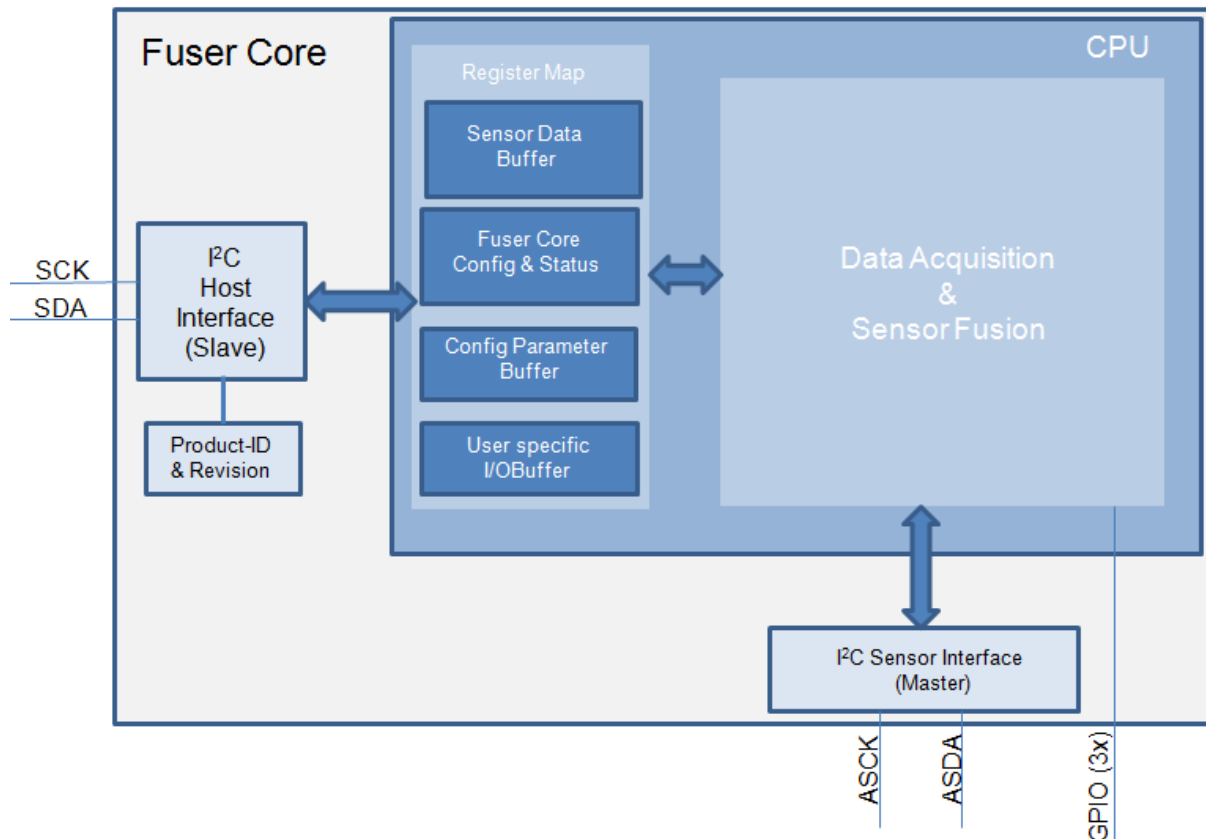 Fuser Core
CPU
Register Map
Sensor Data
Buffer
Fuser Core
Config & Status
Config Parameter
Buffer
User specific
I/OBuffer
Data Acquisition
&
Sensor Fusion
SCK
SDA
I²C
Host
Interface
(Slave)
Product-ID
& Revision
I²C Sensor Interface
(Master)
ASCK
ASDA
GPIO (3x)